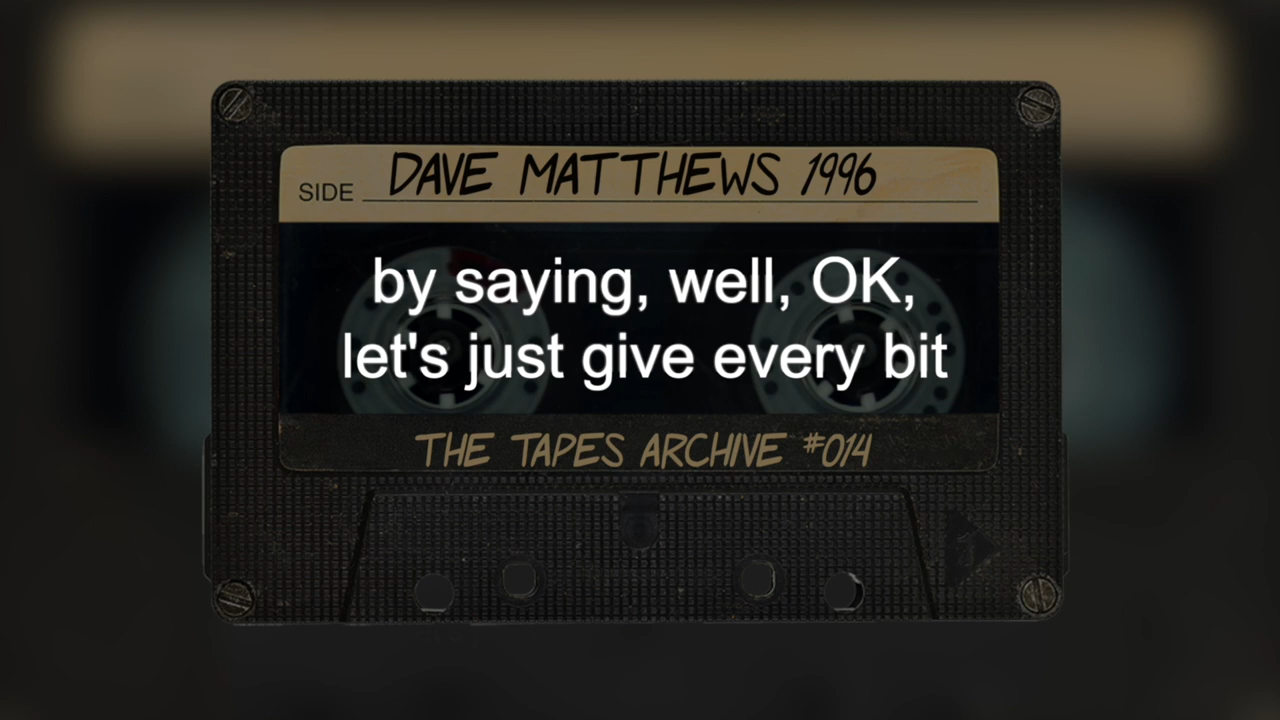 DAVE MATTHEWS 1996
SIDE
by saying, well, OK,
let's just give every bit
THE TAPES ARCHIVE #014